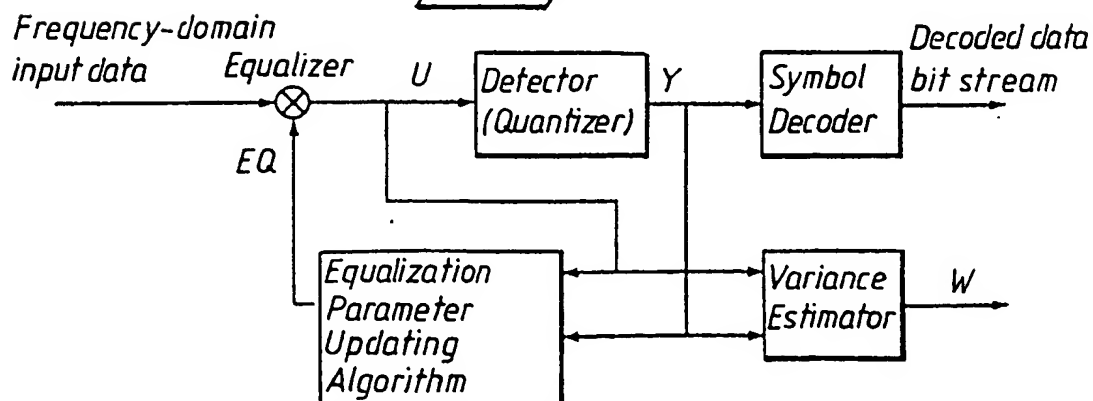 Frequency-domain
input data
Equalizer
U
Detector
(Quantizer)
Y
Symbol
Decoder
Decoded data
bit stream
EQ
Equalization
Parameter
Updating
Algorithm
Variance
Estimator
W